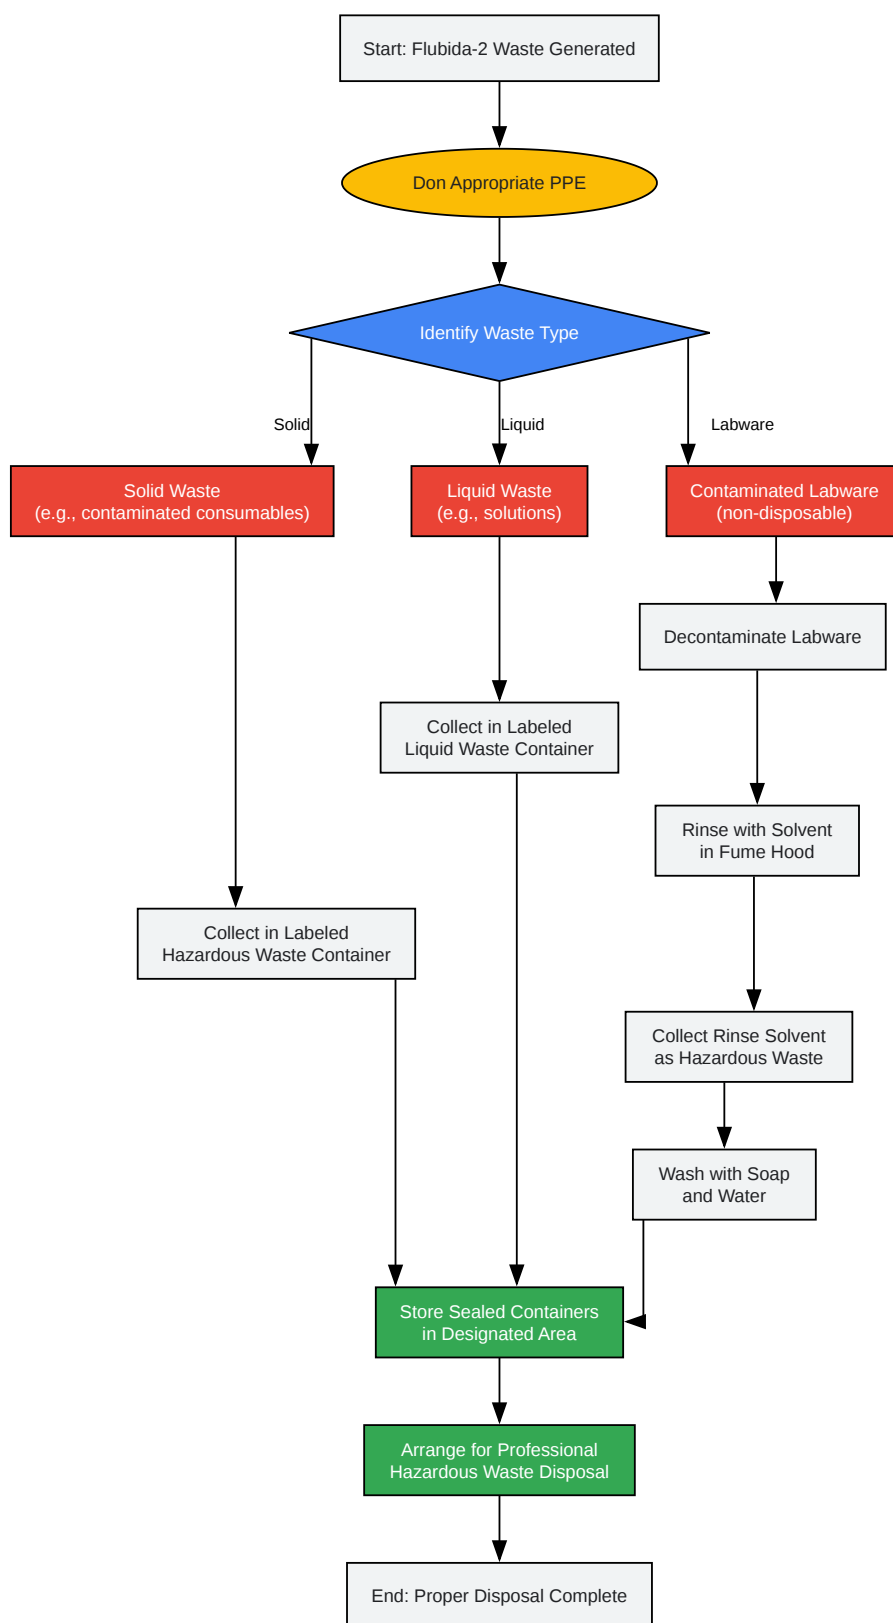 Start: Flubida-2 Waste Generated
Don Appropriate PPE
Identify Waste Type
Solid
Liquid
Labware
Solid Waste
(e.g., contaminated consumables)
Liquid Waste
(e.g., solutions)
Contaminated Labware
(non-disposable)
Decontaminate Labware
Collect in Labeled
Liquid Waste Container
Rinse with Solvent
in Fume Hood
Collect in Labeled
Hazardous Waste Container
Collect Rinse Solvent
as Hazardous Waste
Wash with Soap
and Water
Store Sealed Containers
in Designated Area
Arrange for Professional
Hazardous Waste Disposal
End: Proper Disposal Complete